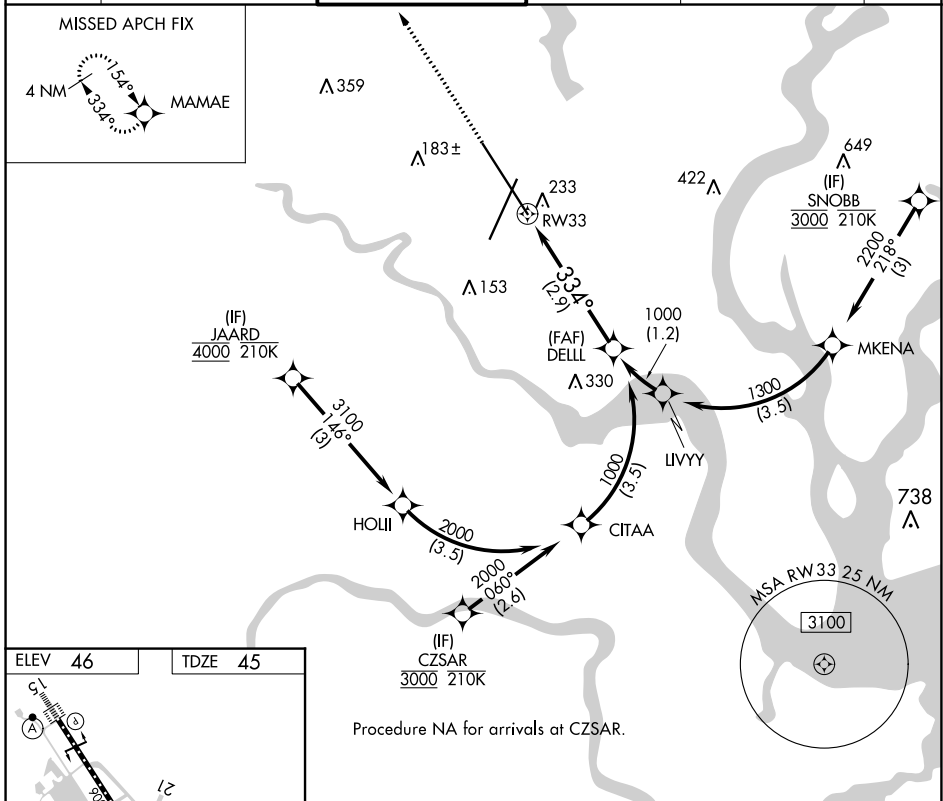 MISSED APCH FIX
154°
4 NM
334°
MAMAE
359
183±
233
RW33
422
649
(IF)
SNOBB
3000 210K
2200
218°
(3)
153
334°
(2.9)
(FAF)
DELLL
1000
(1.2)
MKENA
(IF)
JAARD
4000 210K
330
1300
(3.5)
3100
146°
(3)
LIVYY
1000
(3.5)
738
HOLII
2000
(3.5)
CITAA
2000
060°
(2.6)
MSA RW33 25 NM
3100
(IF)
CZSAR
3000 210K
ELEV 46
TDZE 45
Procedure NA for arrivals at CZSAR.
15
A
P
21